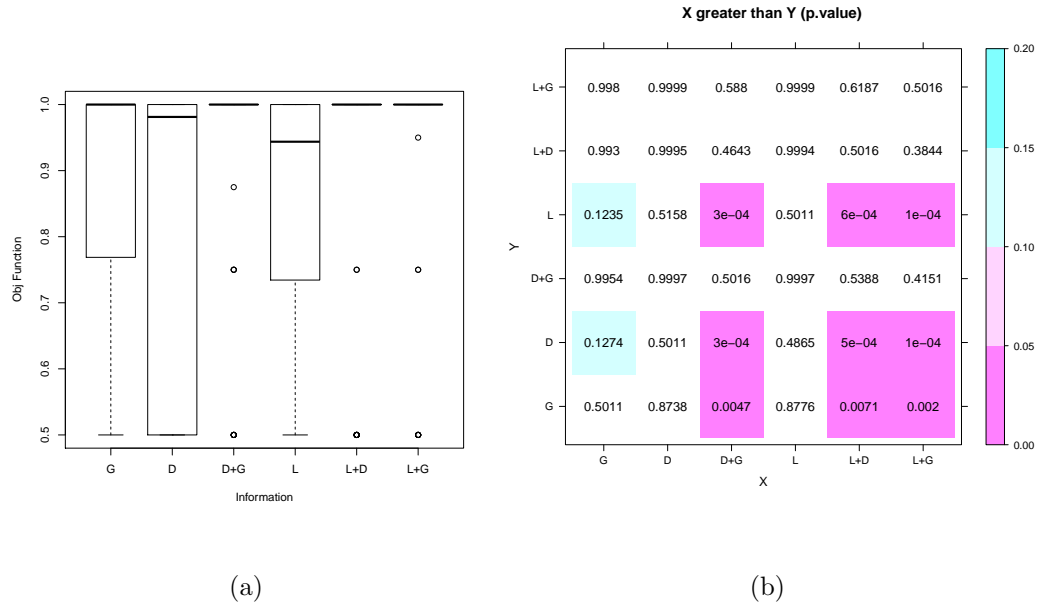 X greater than Y (p.value)
Obj Function
1.0
0.9
0.8
0.7
0.6
0.5
G D D+G L L+D L+G
Information
(a)
Y
L+G 0.998 0.9999 0.588 0.9999 0.6187 0.5016
L+D 0.993 0.9995 0.4643 0.9994 0.5016 0.3844
L 0.1235 0.5158 3e−04 0.5011 6e−04 1e−04
D+G 0.9954 0.9997 0.5016 0.9997 0.5388 0.4151
D 0.1274 0.5011 3e−04 0.4865 5e−04 1e−04
G 0.5011 0.8738 0.0047 0.8776 0.0071 0.002
G D D+G L L+D L+G
X
0.20
0.15
0.10
0.05
0.00
(b)